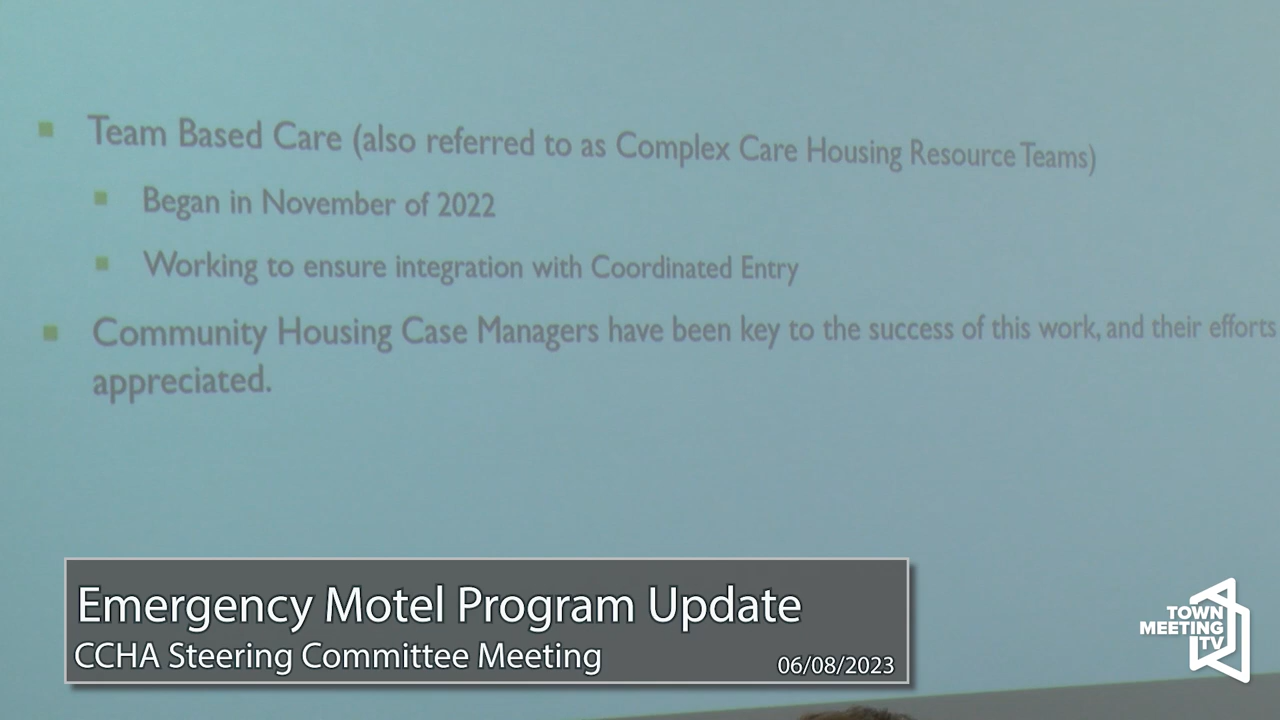 Team Based Care (also referred to as Complex Care Housing Resource Teams)
Began in November of 2022
Working to ensure integration with Coordinated Entry
Community Housing Case Managers have been key to the success of this work, and their efforts
appreciated.
Emergency Motel Program Update
CCHA Steering Committee Meeting
06/08/2023
TOWN
MEETING
TV